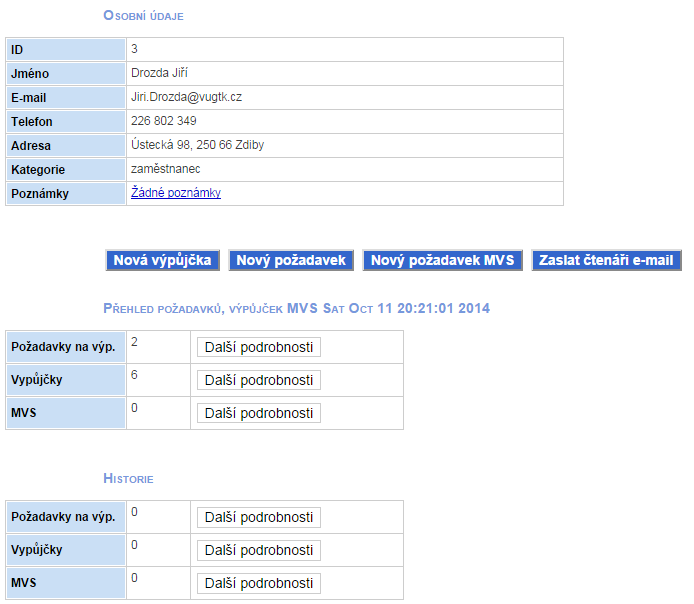 Osobní údaje
ID 3
Jméno Drozda Jiří
E-mail Jiri.Drozda@vugtk.cz
Telefon 226 802 349
Adresa Ústecká 98, 250 66 Zdiby
Kategorie zaměstnanec
Poznámky Žádné poznámky
Nová výpůjčka Nový požadavek Nový požadavek MVS Zaslat čtenáři e-mail
Přehled požadavků, výpůjček MVS Sat Oct 11 20:21:01 2014
Požadavky na výp. 2 Další podrobnosti
Vypůjčky 6 Další podrobnosti
MVS 0 Další podrobnosti
Historie
Požadavky na výp. 0 Další podrobnosti
Vypůjčky 0 Další podrobnosti
MVS 0 Další podrobnosti